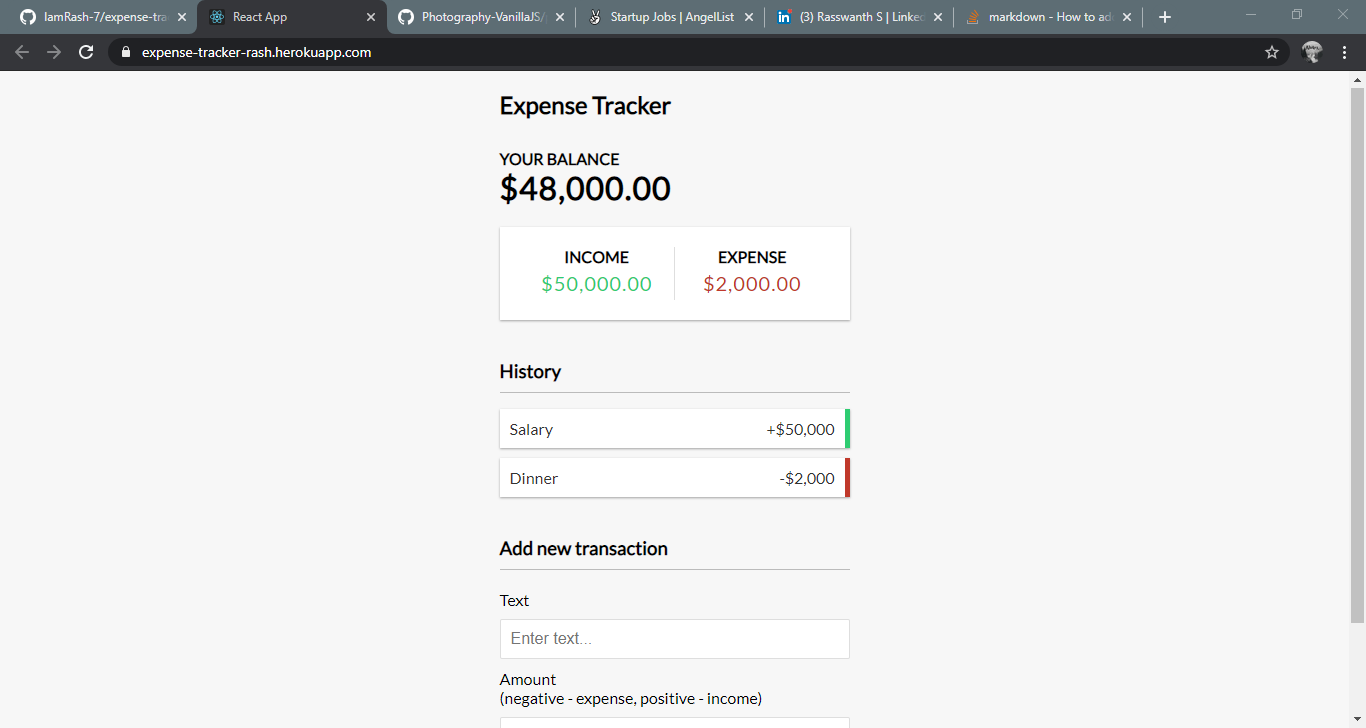 IamRash-7/expense-tra
React App
Photography-VanillaJS/
Startup Jobs | AngelList
(3) Rasswanth S | Linked
markdown - How to ad
expense-tracker-rash.herokuapp.com
Expense Tracker
YOUR BALANCE
$48,000.00
INCOME EXPENSE
$50,000.00 $2,000.00
History
Salary +$50,000
Dinner -$2,000
Add new transaction
Text
Enter text...
Amount
(negative - expense, positive - income)